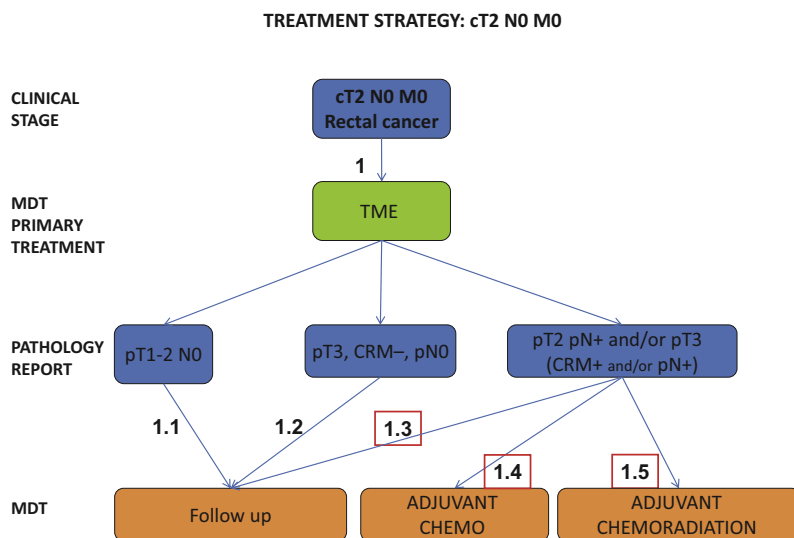 TREATMENT STRATEGY: cT2 N0 M0
CLINICAL
STAGE
cT2 N0 M0
Rectal cancer
1
MDT
PRIMARY
TREATMENT
TME
PATHOLOGY
REPORT
pT1-2 N0
pT3, CRM–, pN0
pT2 pN+ and/or pT3
(CRM+ and/or pN+)
1.1
1.2
1.3
1.4
1.5
MDT
Follow up
ADJUVANT
CHEMO
ADJUVANT
CHEMORADIATION